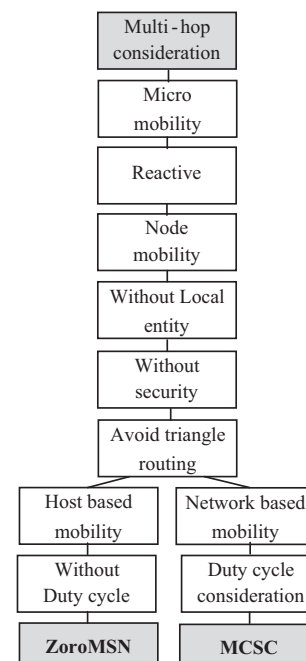 Multi-hop
consideration
Micro
mobility
Reactive
Node
mobility
Without Local
entity
Without
security
Avoid triangle
routing
Host based
mobility
Network based
mobility
Without
Duty cycle
Duty cycle
consideration
ZoroMSN
MCSC